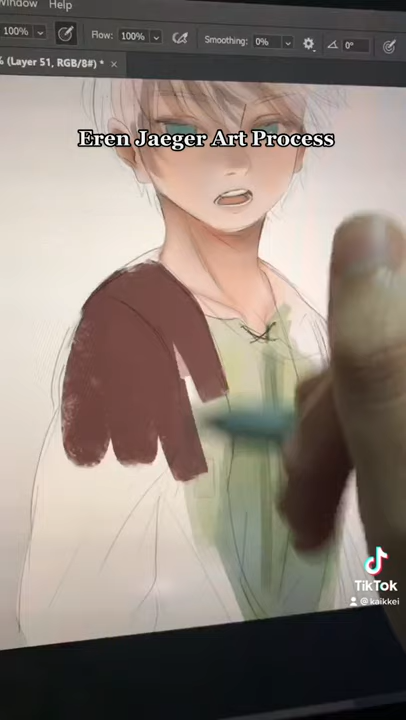 Window Help
100% Flow: 100% Smoothing: 0% 0°
% (Layer 51, RGB/8#) * ×
Eren Jaeger Art Process
TikTok
@kaikkei